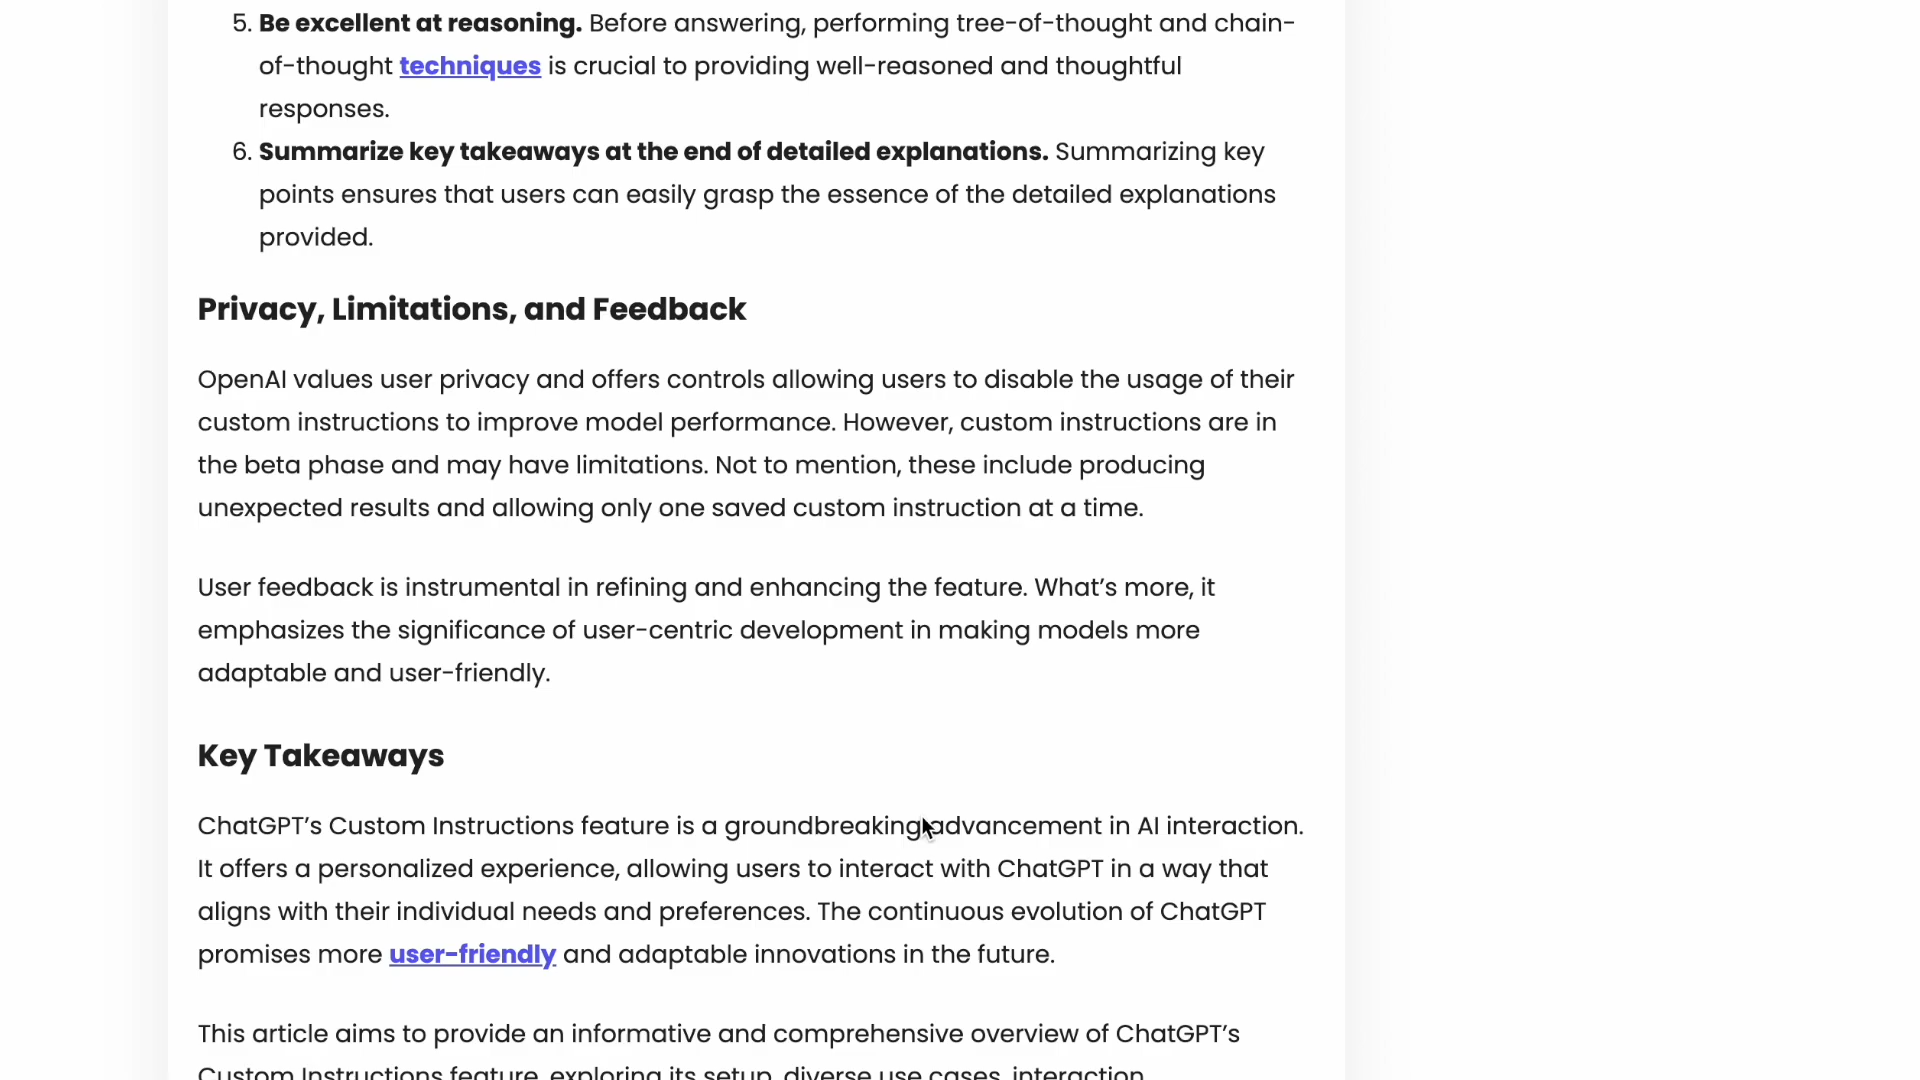 5. Be excellent at reasoning. Before answering, performing tree-of-thought and chain-
of-thought techniques is crucial to providing well-reasoned and thoughtful
responses.
6. Summarize key takeaways at the end of detailed explanations. Summarizing key
points ensures that users can easily grasp the essence of the detailed explanations
provided.
Privacy, Limitations, and Feedback
OpenAI values user privacy and offers controls allowing users to disable the usage of their
custom instructions to improve model performance. However, custom instructions are in
the beta phase and may have limitations. Not to mention, these include producing
unexpected results and allowing only one saved custom instruction at a time.
User feedback is instrumental in refining and enhancing the feature. What’s more, it
emphasizes the significance of user-centric development in making models more
adaptable and user-friendly.
Key Takeaways
ChatGPT’s Custom Instructions feature is a groundbreaking advancement in AI interaction.
It offers a personalized experience, allowing users to interact with ChatGPT in a way that
aligns with their individual needs and preferences. The continuous evolution of ChatGPT
promises more user-friendly and adaptable innovations in the future.
This article aims to provide an informative and comprehensive overview of ChatGPT’s
Custom Instructions feature, exploring its setup, diverse use cases, interaction